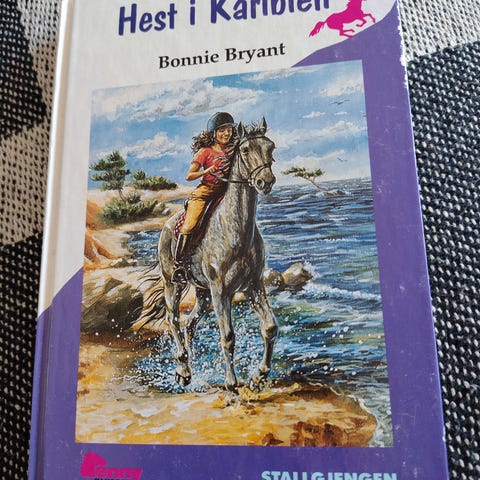 Hest i Karibien
Bonnie Bryant
STALLGJENGEN